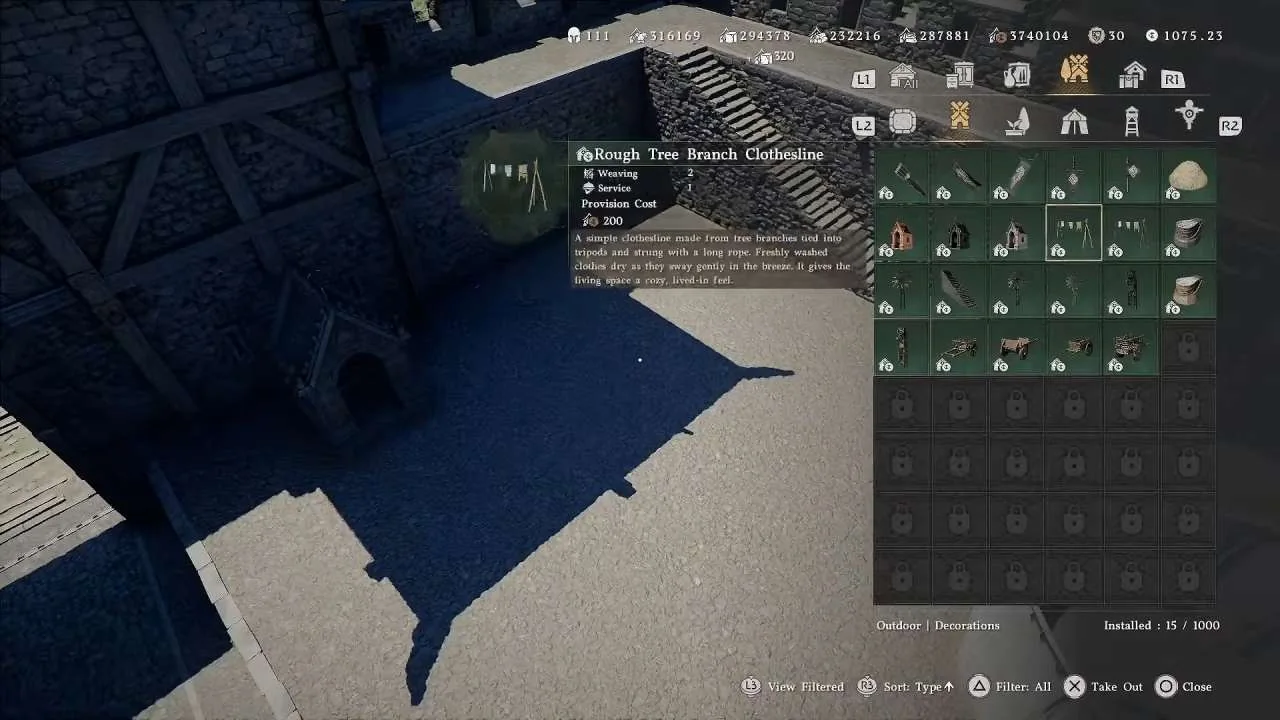 111 316169 294378 232216 287881 3740104 30 1075.23
320
L1 All R1
L2 R2
Rough Tree Branch Clothesline
Weaving 2
Service 1
Provision Cost
200
A simple clothesline made from tree branches tied into
tripods and strung with a long rope. Freshly washed
clothes dry as they sway gently in the breeze. It gives the
living space a cozy, lived-in feel.
Outdoor | Decorations Installed : 15 / 1000
L3 View Filtered R3 Sort: Type↑ Filter: All Take Out Close